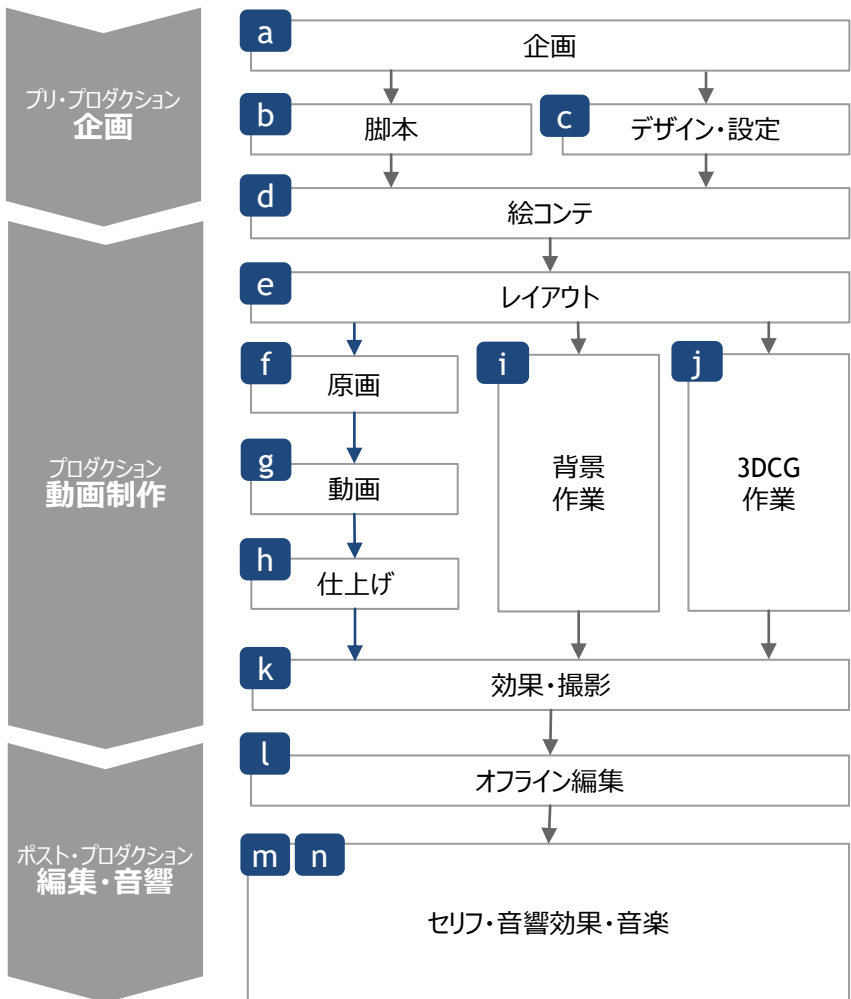 プリ・プロダクション
企画
a
企画
b
脚本
c
デザイン・設定
d
絵コンテ
e
レイアウト
プロダクション
動画制作
f
原画
g
動画
h
仕上げ
i
背景
作業
j
3DCG
作業
k
効果・撮影
ポスト・プロダクション
編集・音響
l
オフライン編集
m n
セリフ・音響効果・音楽